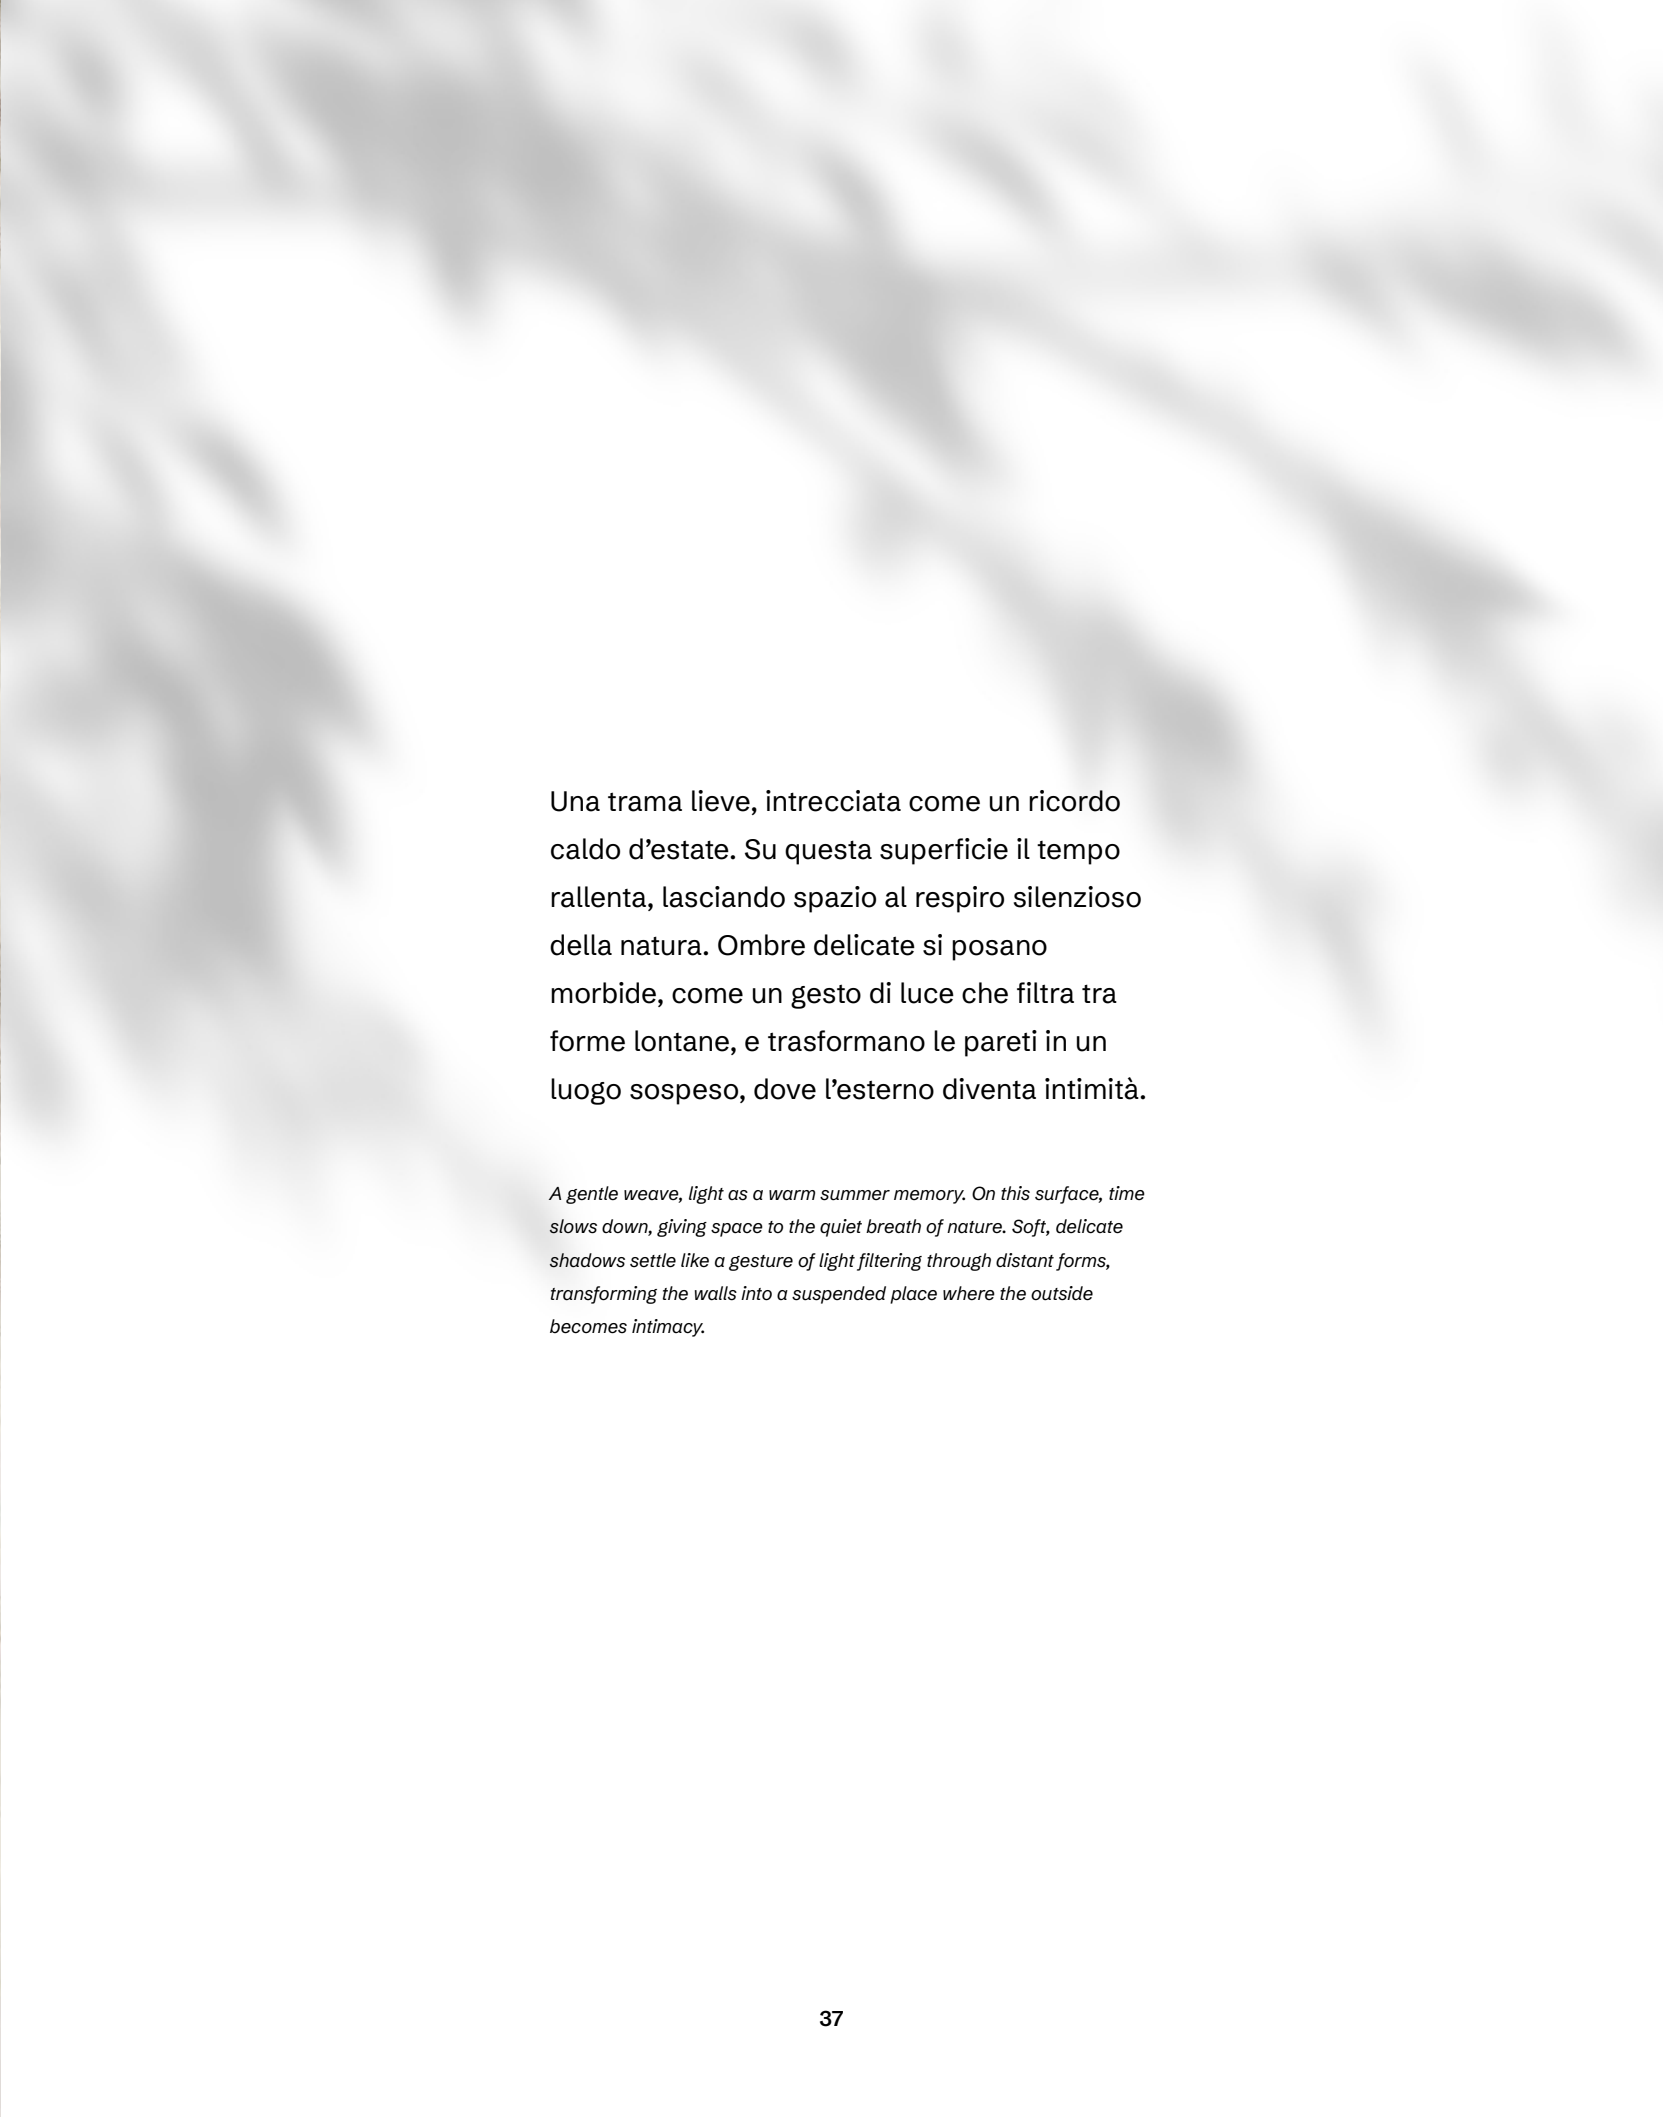 Una trama lieve, intrecciata come un ricordo
caldo d’estate. Su questa superficie il tempo
rallenta, lasciando spazio al respiro silenzioso
della natura. Ombre delicate si posano
morbide, come un gesto di luce che filtra tra
forme lontane, e trasformano le pareti in un
luogo sospeso, dove l’esterno diventa intimità.
A gentle weave, light as a warm summer memory. On this surface, time
slows down, giving space to the quiet breath of nature. Soft, delicate
shadows settle like a gesture of light filtering through distant forms,
transforming the walls into a suspended place where the outside
becomes intimacy.
37